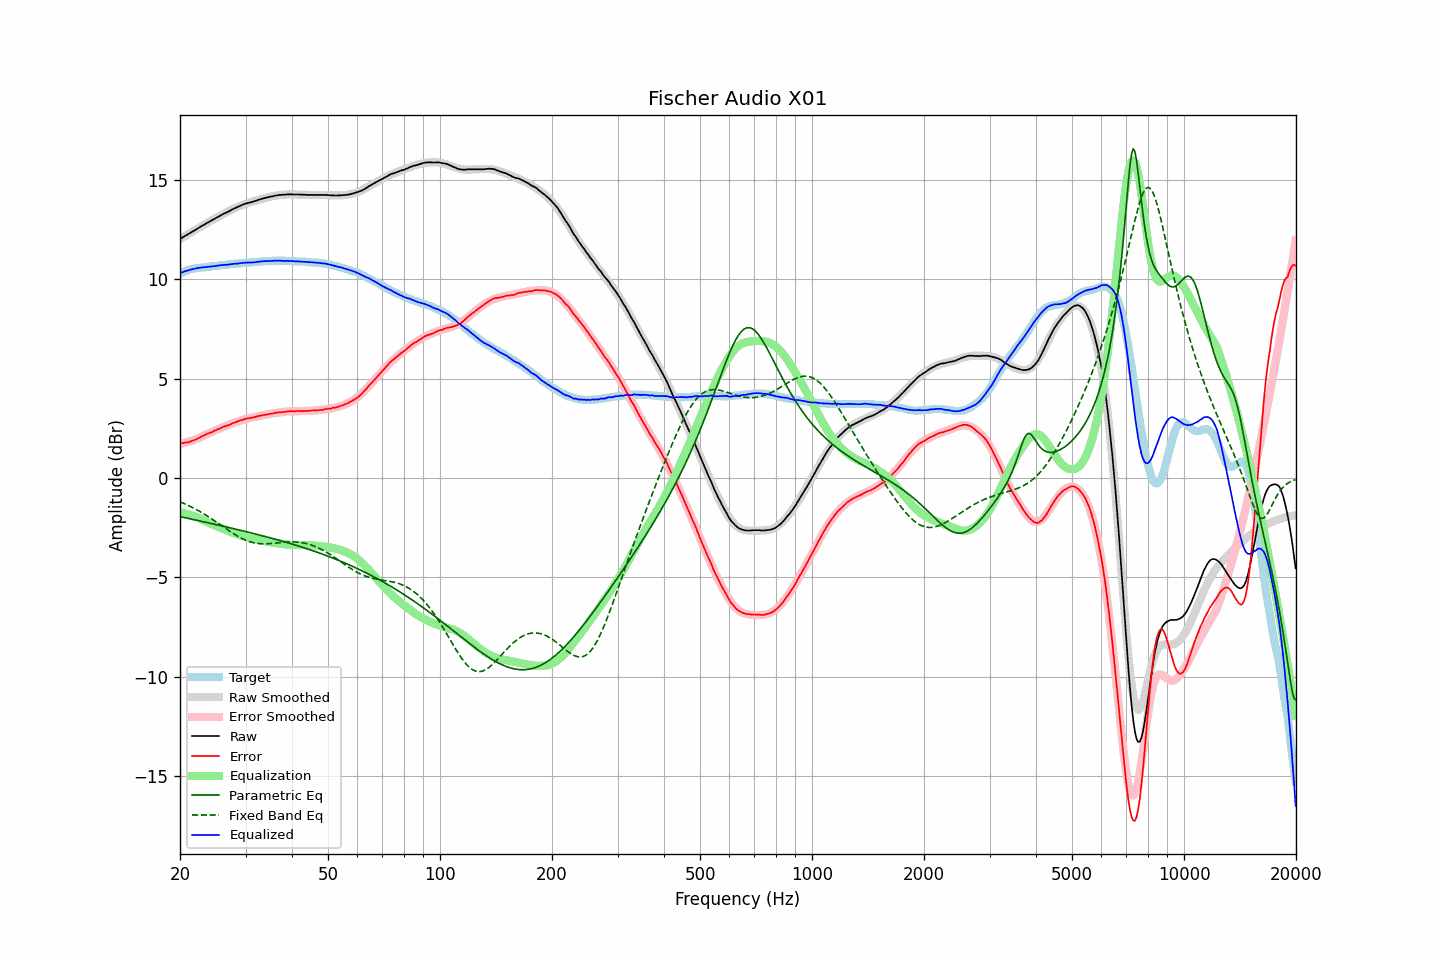 Fischer Audio X01
Amplitude (dBr)
15
10
5
0
−5
−10
−15
Target
Raw Smoothed
Error Smoothed
Raw
Error
Equalization
Parametric Eq
Fixed Band Eq
Equalized
20 50 100 200 500 1000 2000 5000 10000 20000
Frequency (Hz)